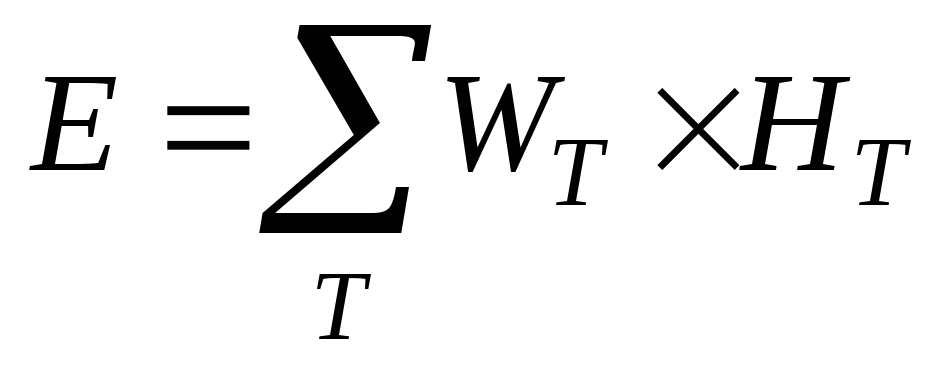 E = ∑_T W_T × H_T